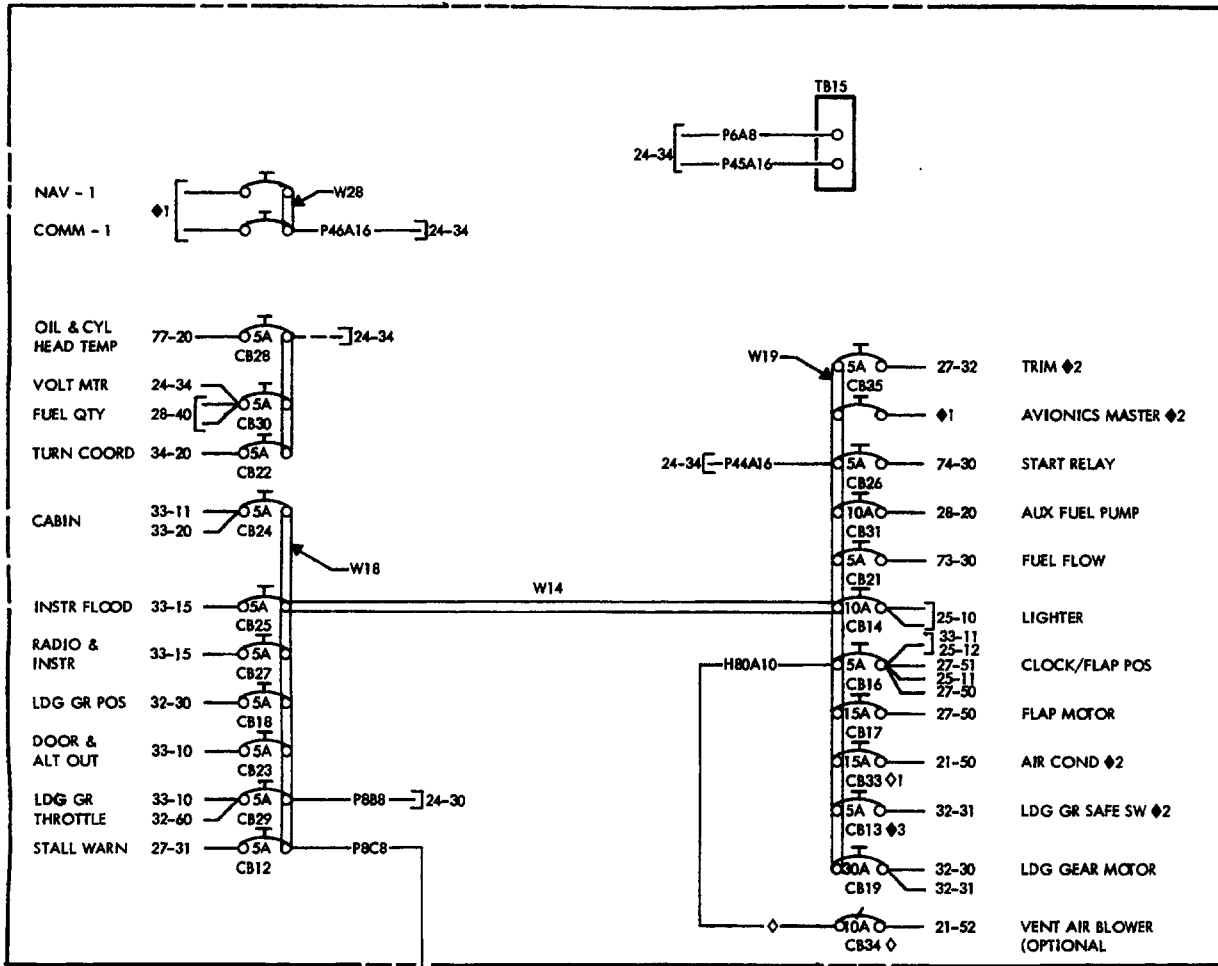 TB15
24-34
P6A8
P45A16
NAV - 1
♦1
COMM - 1
W28
P46A16
24-34
OIL & CYL
HEAD TEMP
77-20
5A
CB28
24-34
VOLT MTR
24-34
FUEL QTY
28-40
5A
CB30
TURN COORD
34-20
5A
CB22
CABIN
33-11
33-20
5A
CB24
W18
W14
INSTR FLOOD
33-15
5A
CB25
RADIO &
INSTR
33-15
5A
CB27
LDG GR POS
32-30
5A
CB18
DOOR &
ALT OUT
33-10
5A
CB23
LDG GR
THROTTLE
33-10
32-60
5A
CB29
P8B8
24-30
STALL WARN
27-31
5A
CB12
P8C8
W19
5A
CB35
27-32
TRIM ♦2
♦1
AVIONICS MASTER ♦2
24-34
P44A16
5A
CB26
74-30
START RELAY
10A
CB31
28-20
AUX FUEL PUMP
5A
CB21
73-30
FUEL FLOW
10A
CB14
25-10
LIGHTER
H80A10
5A
CB16
33-11
25-12
27-51
25-11
27-50
CLOCK/FLAP POS
15A
CB17
27-50
FLAP MOTOR
15A
CB33 ◊1
21-50
AIR COND ♦2
5A
CB13 ♦3
32-31
LDG GR SAFE SW ♦2
30A
CB19
32-30
32-31
LDG GEAR MOTOR
◊
10A
CB34 ◊
21-52
VENT AIR BLOWER
(OPTIONAL